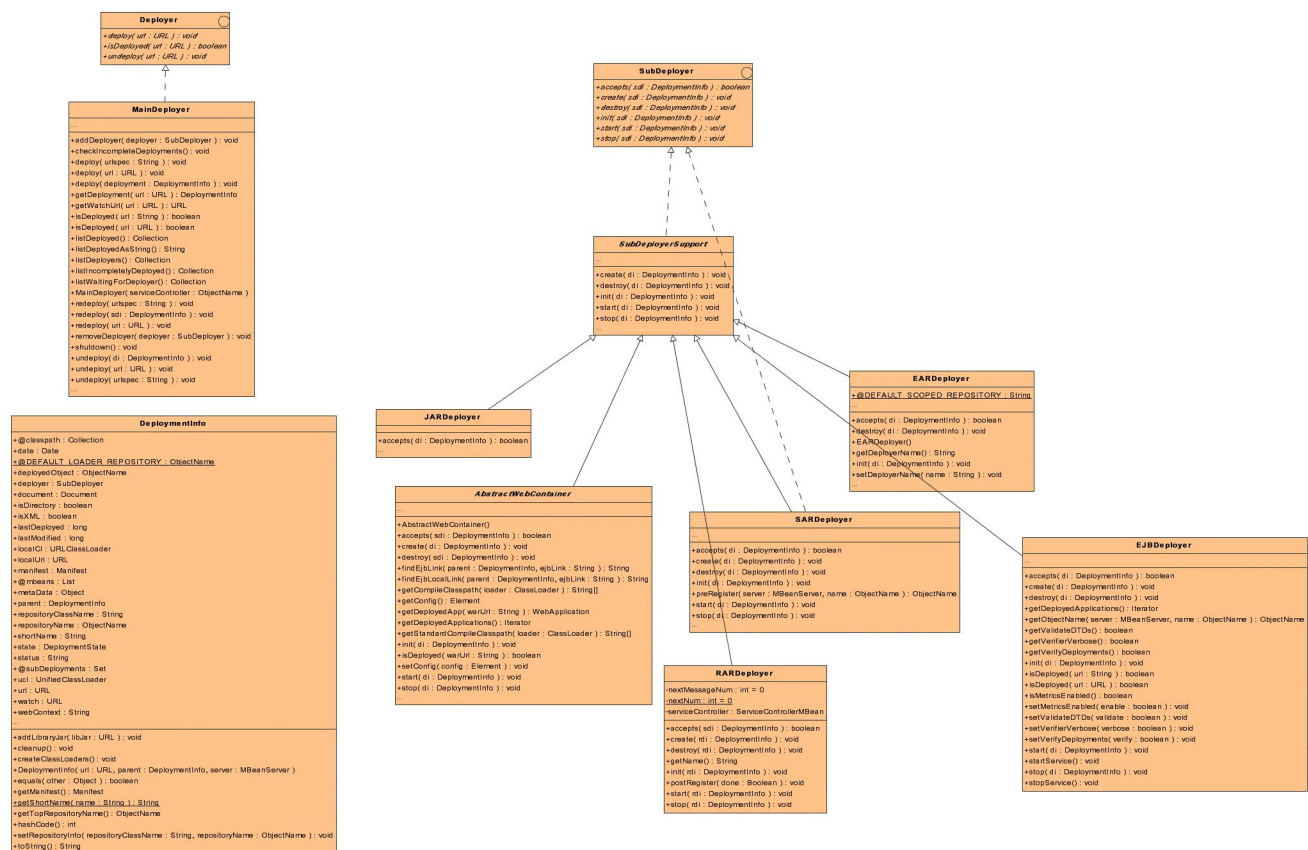 Deployer
+deploy( url : URL ) : void
+isDeployed( url : URL ) : boolean
+undeploy( url : URL ) : void
MainDeployer
...
+addDeployer( deployer : SubDeployer ) : void
+checkIncompleteDeployments() : void
+deploy( urlspec : String ) : void
+deploy( url : URL ) : void
+deploy( deployment : DeploymentInfo ) : void
+getDeployment( url : URL ) : DeploymentInfo
+getWatchUrl( url : URL ) : URL
+isDeployed( url : String ) : boolean
+isDeployed( url : URL ) : boolean
+listDeployed() : Collection
+listDeployedAsString() : String
+listDeployers() : Collection
+listIncompletelyDeployed() : Collection
+listWaitingForDeployer() : Collection
+MainDeployer( serviceController : ObjectName )
+redeploy( urlspec : String ) : void
+redeploy( sdi : DeploymentInfo ) : void
+redeploy( url : URL ) : void
+removeDeployer( deployer : SubDeployer ) : void
+shutdown() : void
+undeploy( di : DeploymentInfo ) : void
+undeploy( url : URL ) : void
+undeploy( urlspec : String ) : void
...
DeploymentInfo
+@classpath : Collection
+date : Date
+@DEFAULT_LOADER_REPOSITORY : ObjectName
+deployedObject : ObjectName
+deployer : SubDeployer
+document : Document
+isDirectory : boolean
+isXML : boolean
+lastDeployed : long
+lastModified : long
+localCl : URLClassLoader
+localUrl : URL
+manifest : Manifest
+@mbeans : List
+metaData : Object
+parent : DeploymentInfo
+repositoryClassName : String
+repositoryName : ObjectName
+shortName : String
+state : DeploymentState
+status : String
+@subDeployments : Set
+ucl : UnifiedClassLoader
+url : URL
+watch : URL
+webContext : String
...
+addLibraryJar( libJar : URL ) : void
+cleanup() : void
+createClassLoaders() : void
+DeploymentInfo( url : URL, parent : DeploymentInfo, server : MBeanServer )
+equals( other : Object ) : boolean
+getManifest() : Manifest
+getShortName( name : String ) : String
+getTopRepositoryName() : ObjectName
+hashCode() : int
+setRepositoryInfo( repositoryClassName : String, repositoryName : ObjectName ) : void
+toString() : String
SubDeployer
+accepts( sdi : DeploymentInfo ) : boolean
+create( sdi : DeploymentInfo ) : void
+destroy( sdi : DeploymentInfo ) : void
+init( sdi : DeploymentInfo ) : void
+start( sdi : DeploymentInfo ) : void
+stop( sdi : DeploymentInfo ) : void
SubDeployerSupport
...
+create( di : DeploymentInfo ) : void
+destroy( di : DeploymentInfo ) : void
+init( di : DeploymentInfo ) : void
+start( di : DeploymentInfo ) : void
+stop( di : DeploymentInfo ) : void
...
JARDeployer
+accepts( di : DeploymentInfo ) : boolean
...
AbstractWebContainer
...
+AbstractWebContainer()
+accepts( sdi : DeploymentInfo ) : boolean
+create( di : DeploymentInfo ) : void
+destroy( sdi : DeploymentInfo ) : void
+findEjbLink( parent : DeploymentInfo, ejbLink : String ) : String
+findEjbLocalLink( parent : DeploymentInfo, ejbLink : String ) : String
+getCompileClasspath( loader : ClassLoader ) : String[]
+getConfig() : Element
+getDeployedApp( warUrl : String ) : WebApplication
+getDeployedApplications() : Iterator
+getStandardCompileClasspath( loader : ClassLoader ) : String[]
+init( di : DeploymentInfo ) : void
+isDeployed( warUrl : String ) : boolean
+setConfig( config : Element ) : void
+start( di : DeploymentInfo ) : void
+stop( di : DeploymentInfo ) : void
...
RARDeployer
-nextMessageNum : int = 0
-nextNum : int = 0
-serviceController : ServiceControllerMBean
+accepts( sdi : DeploymentInfo ) : boolean
+create( rdi : DeploymentInfo ) : void
+destroy( rdi : DeploymentInfo ) : void
+getName() : String
+init( rdi : DeploymentInfo ) : void
+postRegister( done : Boolean ) : void
+start( rdi : DeploymentInfo ) : void
+stop( rdi : DeploymentInfo ) : void
SARDeployer
...
+accepts( di : DeploymentInfo ) : boolean
+create( di : DeploymentInfo ) : void
+destroy( di : DeploymentInfo ) : void
+init( di : DeploymentInfo ) : void
+preRegister( server : MBeanServer, name : ObjectName ) : ObjectName
+start( di : DeploymentInfo ) : void
+stop( di : DeploymentInfo ) : void
...
EARDeployer
+@DEFAULT_SCOPED_REPOSITORY : String
...
+accepts( di : DeploymentInfo ) : boolean
+destroy( di : DeploymentInfo ) : void
+EARDeployer()
+getDeployerName() : String
+init( di : DeploymentInfo ) : void
+setDeployerName( name : String ) : void
...
EJBDeployer
...
+accepts( di : DeploymentInfo ) : boolean
+create( di : DeploymentInfo ) : void
+destroy( di : DeploymentInfo ) : void
+getDeployedApplications() : Iterator
+getObjectName( server : MBeanServer, name : ObjectName ) : ObjectName
+getValidateDTDs() : boolean
+getVerifierVerbose() : boolean
+getVerifyDeployments() : boolean
+init( di : DeploymentInfo ) : void
+isDeployed( url : String ) : boolean
+isDeployed( url : URL ) : boolean
+isMetricsEnabled() : boolean
+setMetricsEnabled( enable : boolean ) : void
+setValidateDTDs( validate : boolean ) : void
+setVerifierVerbose( verbose : boolean ) : void
+setVerifyDeployments( verify : boolean ) : void
+start( di : DeploymentInfo ) : void
+startService() : void
+stop( di : DeploymentInfo ) : void
+stopService() : void